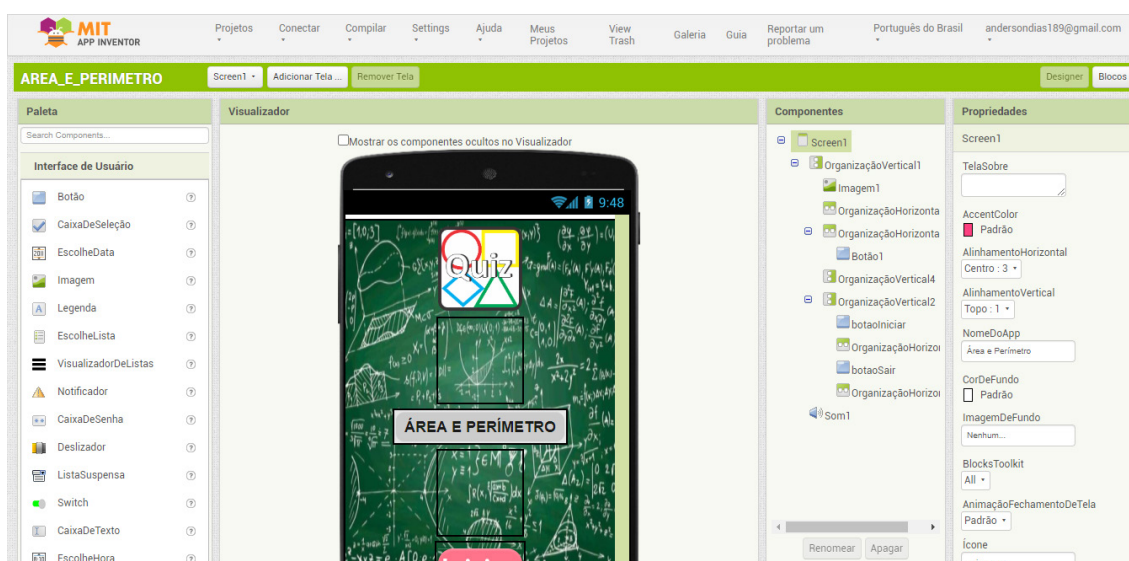 MIT
APP INVENTOR
Projetos
Conectar
Compilar
Settings
Ajuda
Meus
Projetos
View
Trash
Galeria
Guia
Reportar um
problema
Português do Brasil
andersondias189@gmail.com
AREA_E_PERIMETRO
Screen1
Adicionar Tela ...
Remover Tela
Designer
Blocos
Paleta
Search Components...
Interface de Usuário
Botão
CaixaDeSeleção
EscolheData
Imagem
Legenda
EscolheLista
VisualizadorDeListas
Notificador
CaixaDeSenha
Deslizador
ListaSuspensa
Switch
CaixaDeTexto
EscolheHora
Visualizador
Mostrar os componentes ocultos no Visualizador
9:48
Quiz
ÁREA E PERÍMETRO
Componentes
Screen1
OrganizaçãoVertical1
Imagem1
OrganizaçãoHorizonta
OrganizaçãoHorizonta
Botão1
OrganizaçãoVertical4
OrganizaçãoVertical2
botaoIniciar
OrganizaçãoHorizo
botaoSair
OrganizaçãoHorizo
Som1
Renomear
Apagar
Propriedades
Screen1
TelaSobre
AccentColor
Padrão
AlinhamentoHorizontal
Centro : 3
AlinhamentoVertical
Topo : 1
NomeDoApp
Área e Perímetro
CorDeFundo
Padrão
ImagemDeFundo
Nenhum...
BlocksToolkit
All
AnimaçãoFechamentoDeTela
Padrão
Ícone